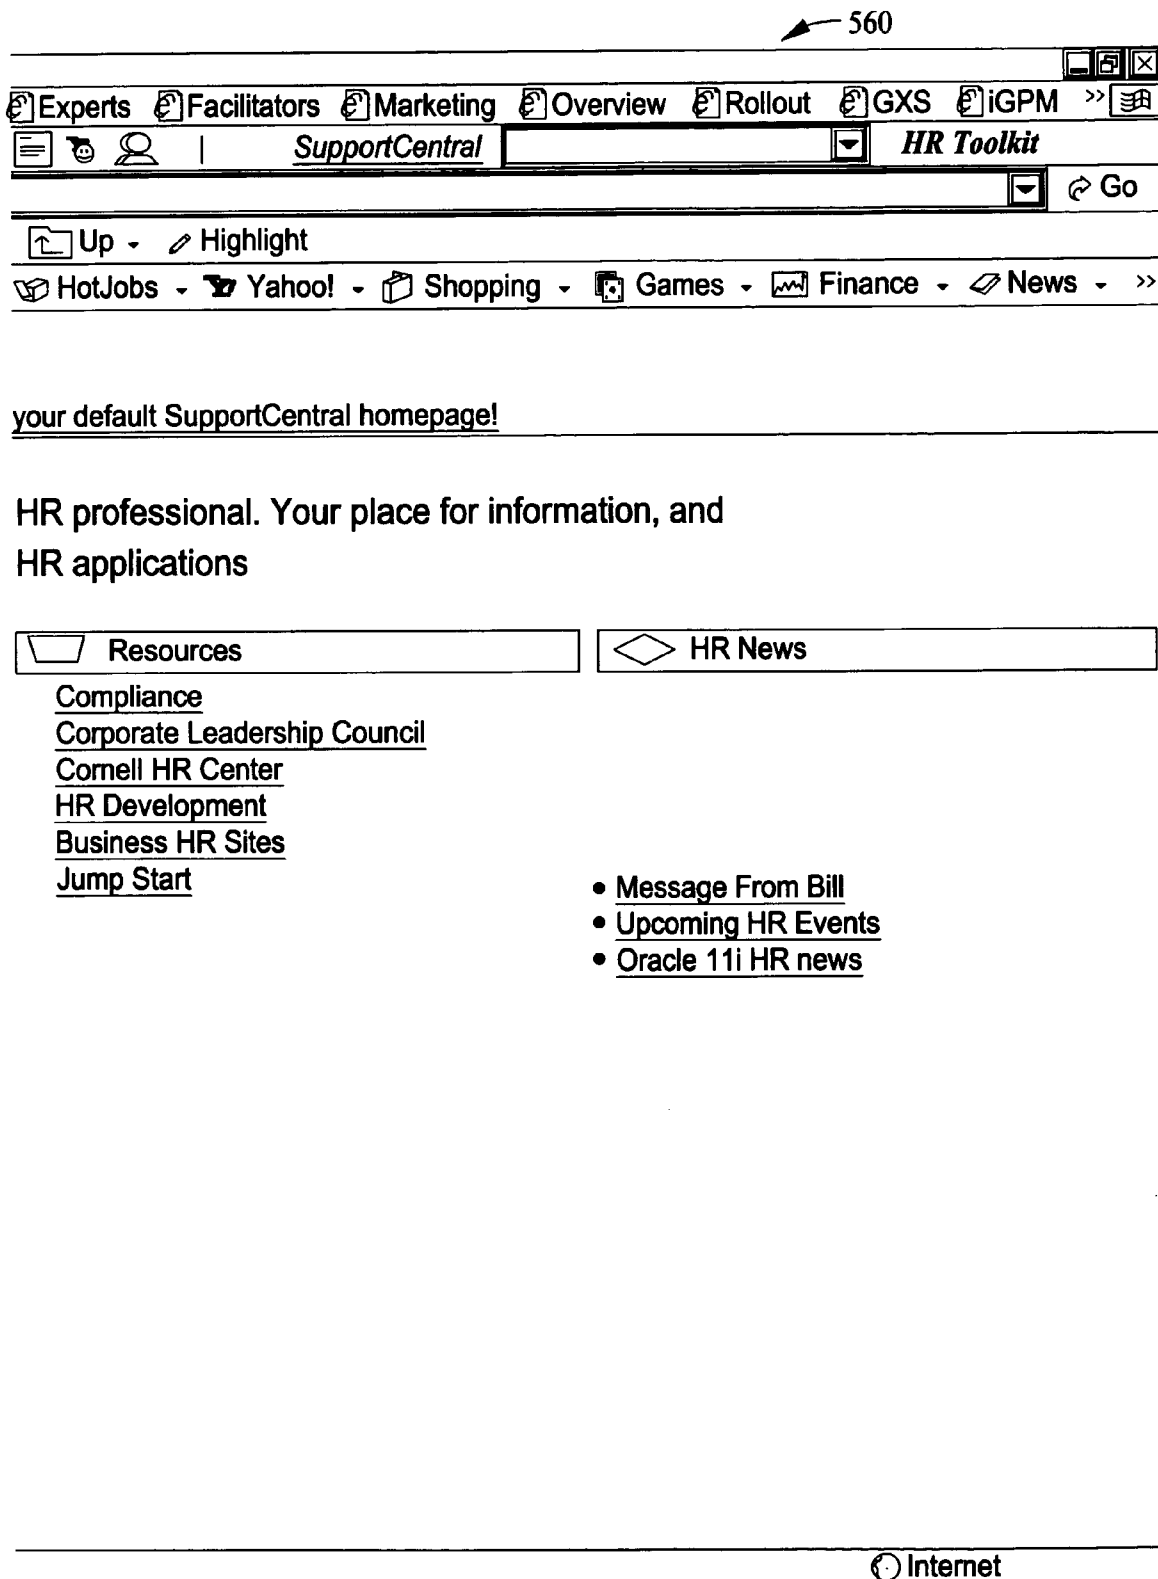 560
Experts Facilitators Marketing Overview Rollout GXS iGPM >>
SupportCentral HR Toolkit
Go
Up Highlight
HotJobs Yahoo! Shopping Games Finance News >>
your default SupportCentral homepage!
HR professional. Your place for information, and
HR applications
Resources
Compliance
Corporate Leadership Council
Cornell HR Center
HR Development
Business HR Sites
Jump Start
HR News
• Message From Bill
• Upcoming HR Events
• Oracle 11i HR news
Internet